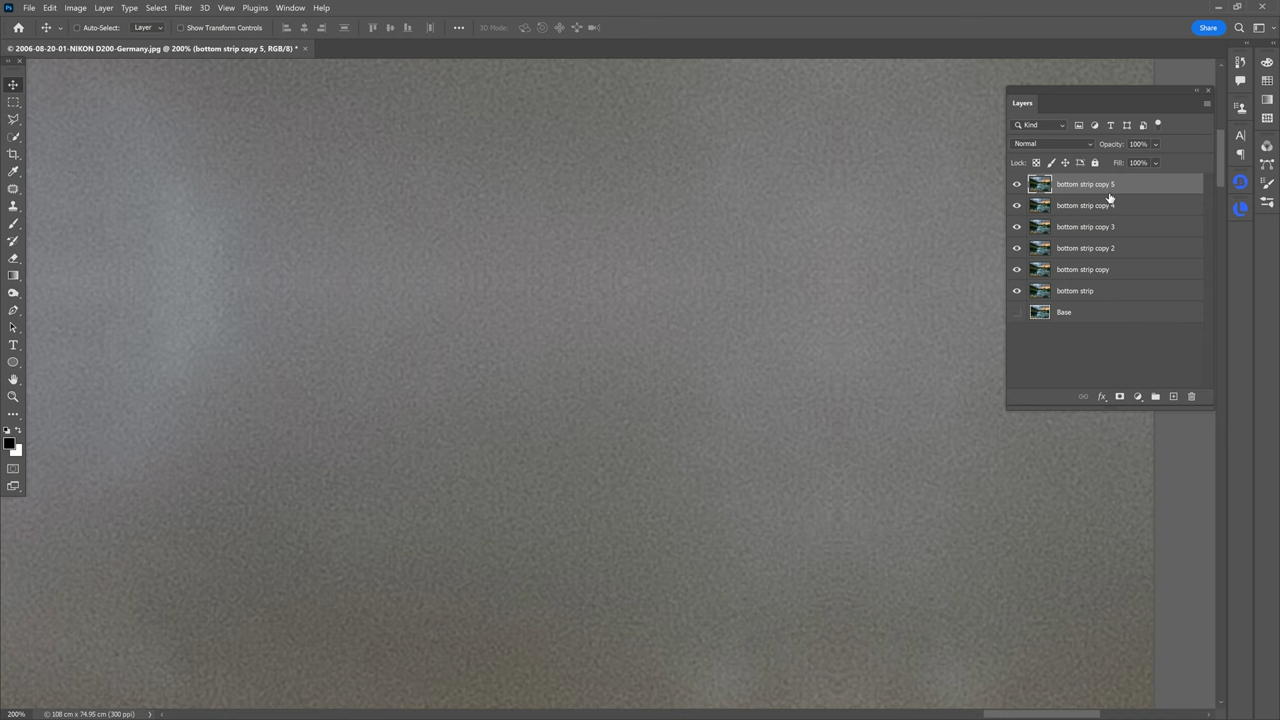 Ps File Edit Image Layer Type Select Filter 3D View Plugins Window Help
Auto-Select: Layer Show Transform Controls 3D Mode: Share
© 2006-08-20-01-NIKON D200-Germany.jpg @ 200% (bottom strip copy 5, RGB/8) *
Layers
Kind
Normal Opacity: 100%
Lock: Fill: 100%
bottom strip copy 5
bottom strip copy 4
bottom strip copy 3
bottom strip copy 2
bottom strip copy
bottom strip
Base
fx
200% © 108 cm x 74.95 cm (300 ppi)